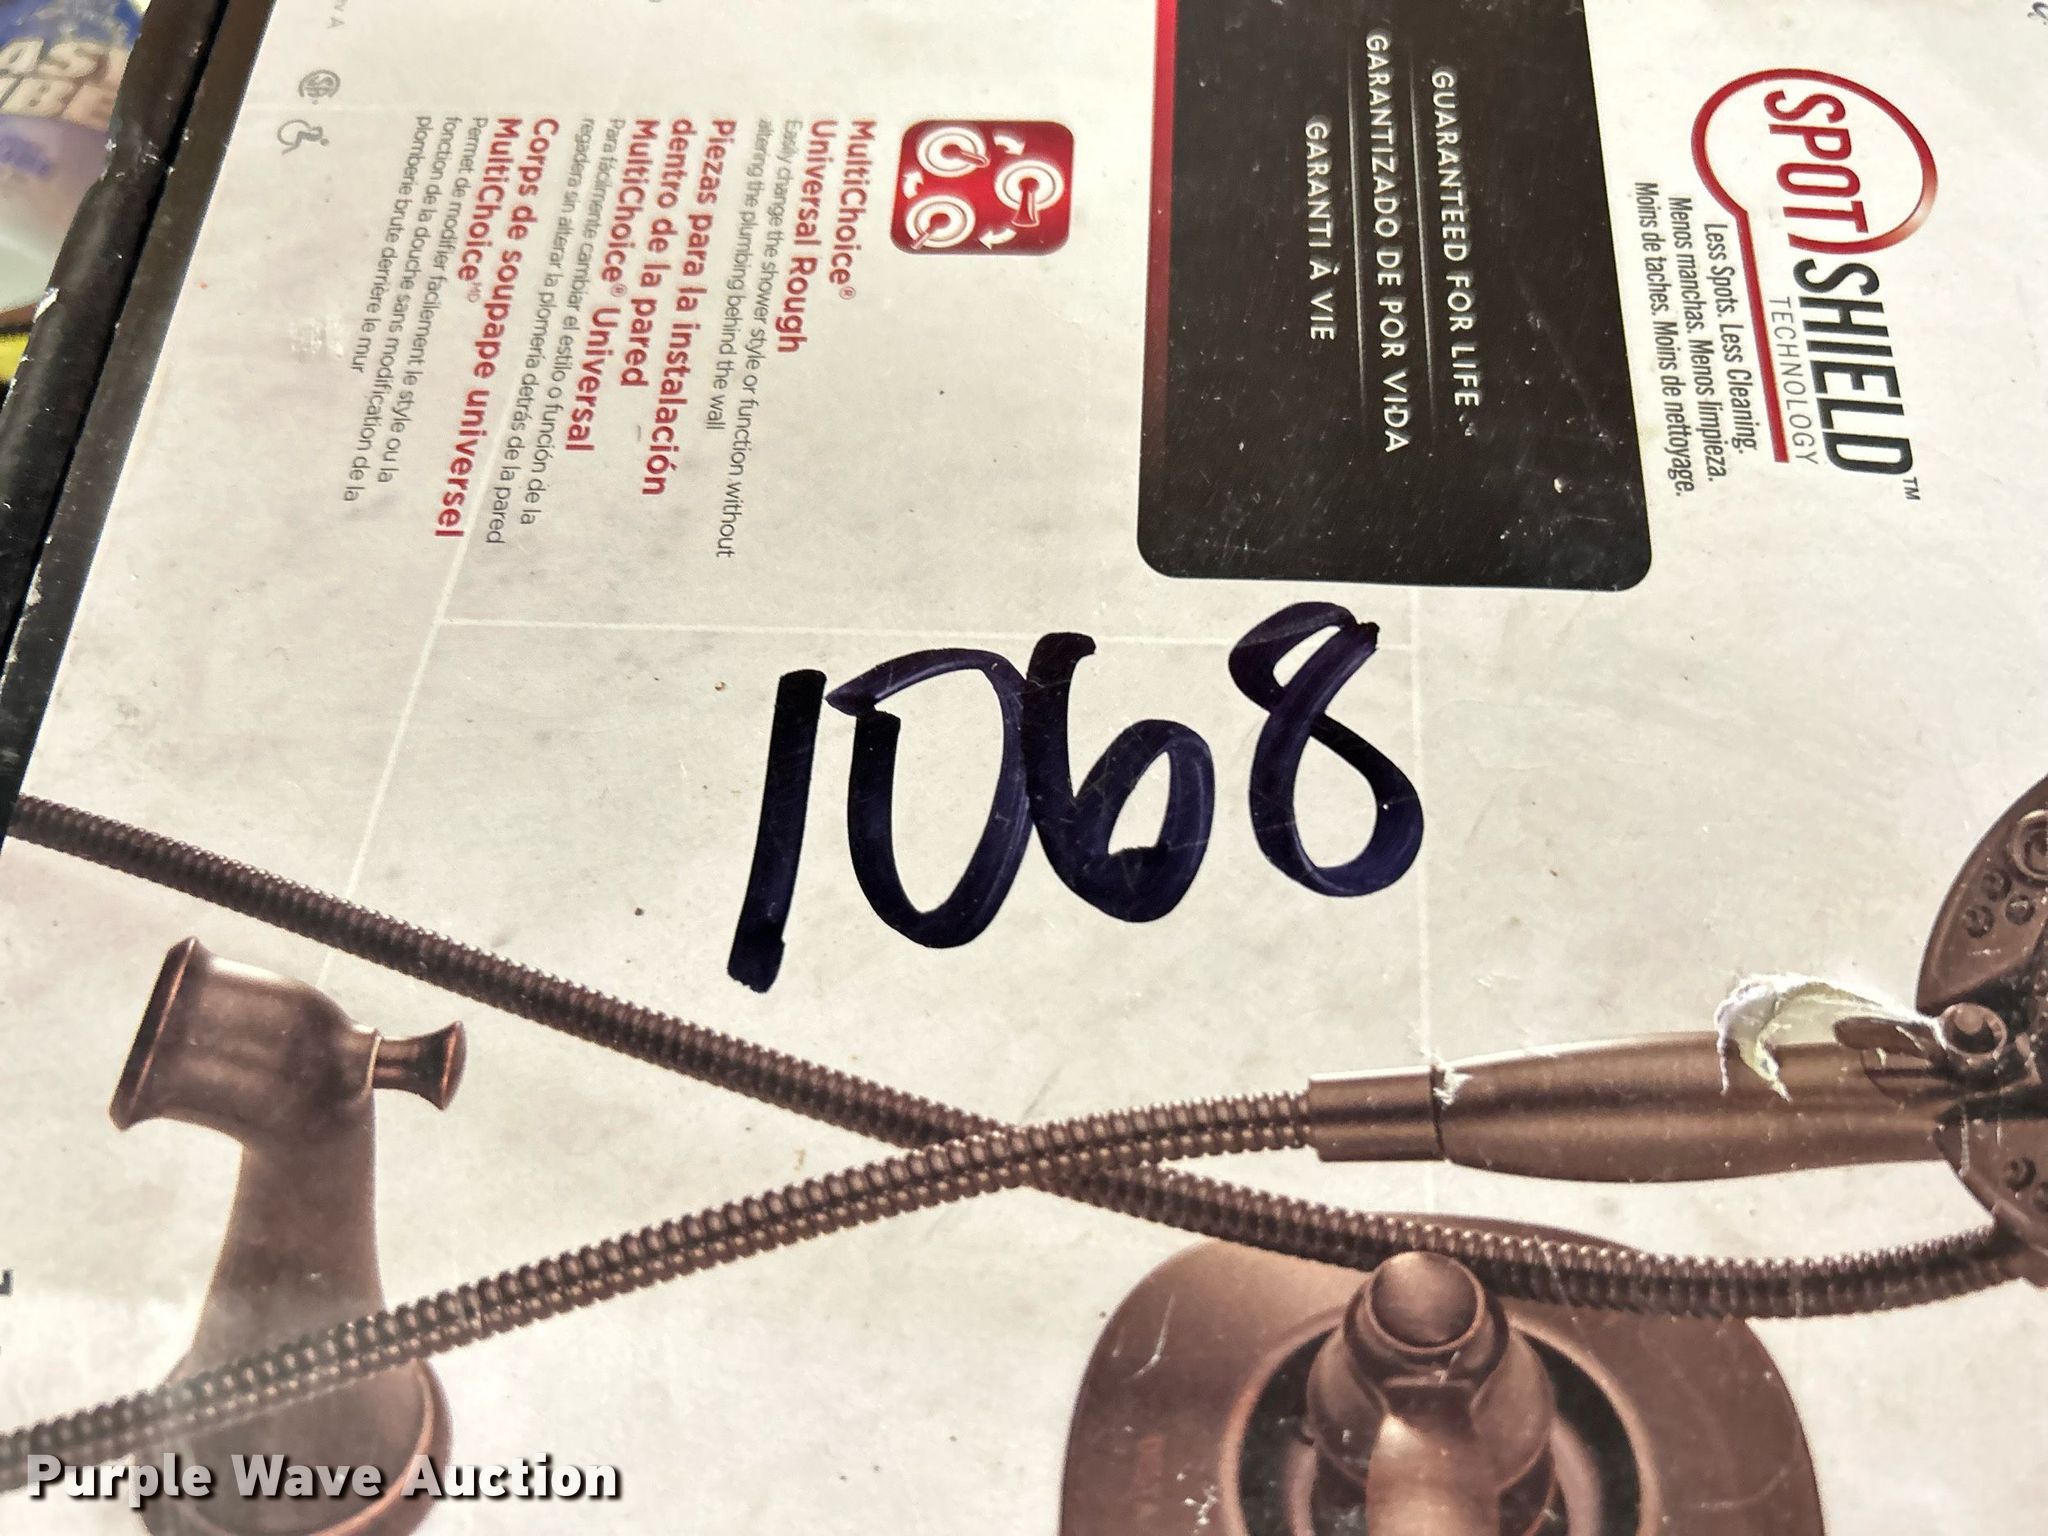 SPOTSHIELD™
TECHNOLOGY
Less Spots. Less Cleaning.
Menos manchas. Menos limpieza.
Moins de taches. Moins de nettoyage.
GUARANTEED FOR LIFE
GARANTIZADO DE POR VIDA
GARANTI À VIE
MultiChoice®
Universal Rough
Easily change the shower style or function without
altering the plumbing behind the wall
Piezas para la instalación
dentro de la pared
MultiChoice® Universal
Para fácilmente cambiar el estilo o función de la
regadera sin alterar la plomería detrás de la pared
Corps de soupape universel
MultiChoice MD
Permet de modifier facilement le style ou la
fonction de la douche sans modification de la
plomberie brute derrière le mur
1068
Purple Wave Auction